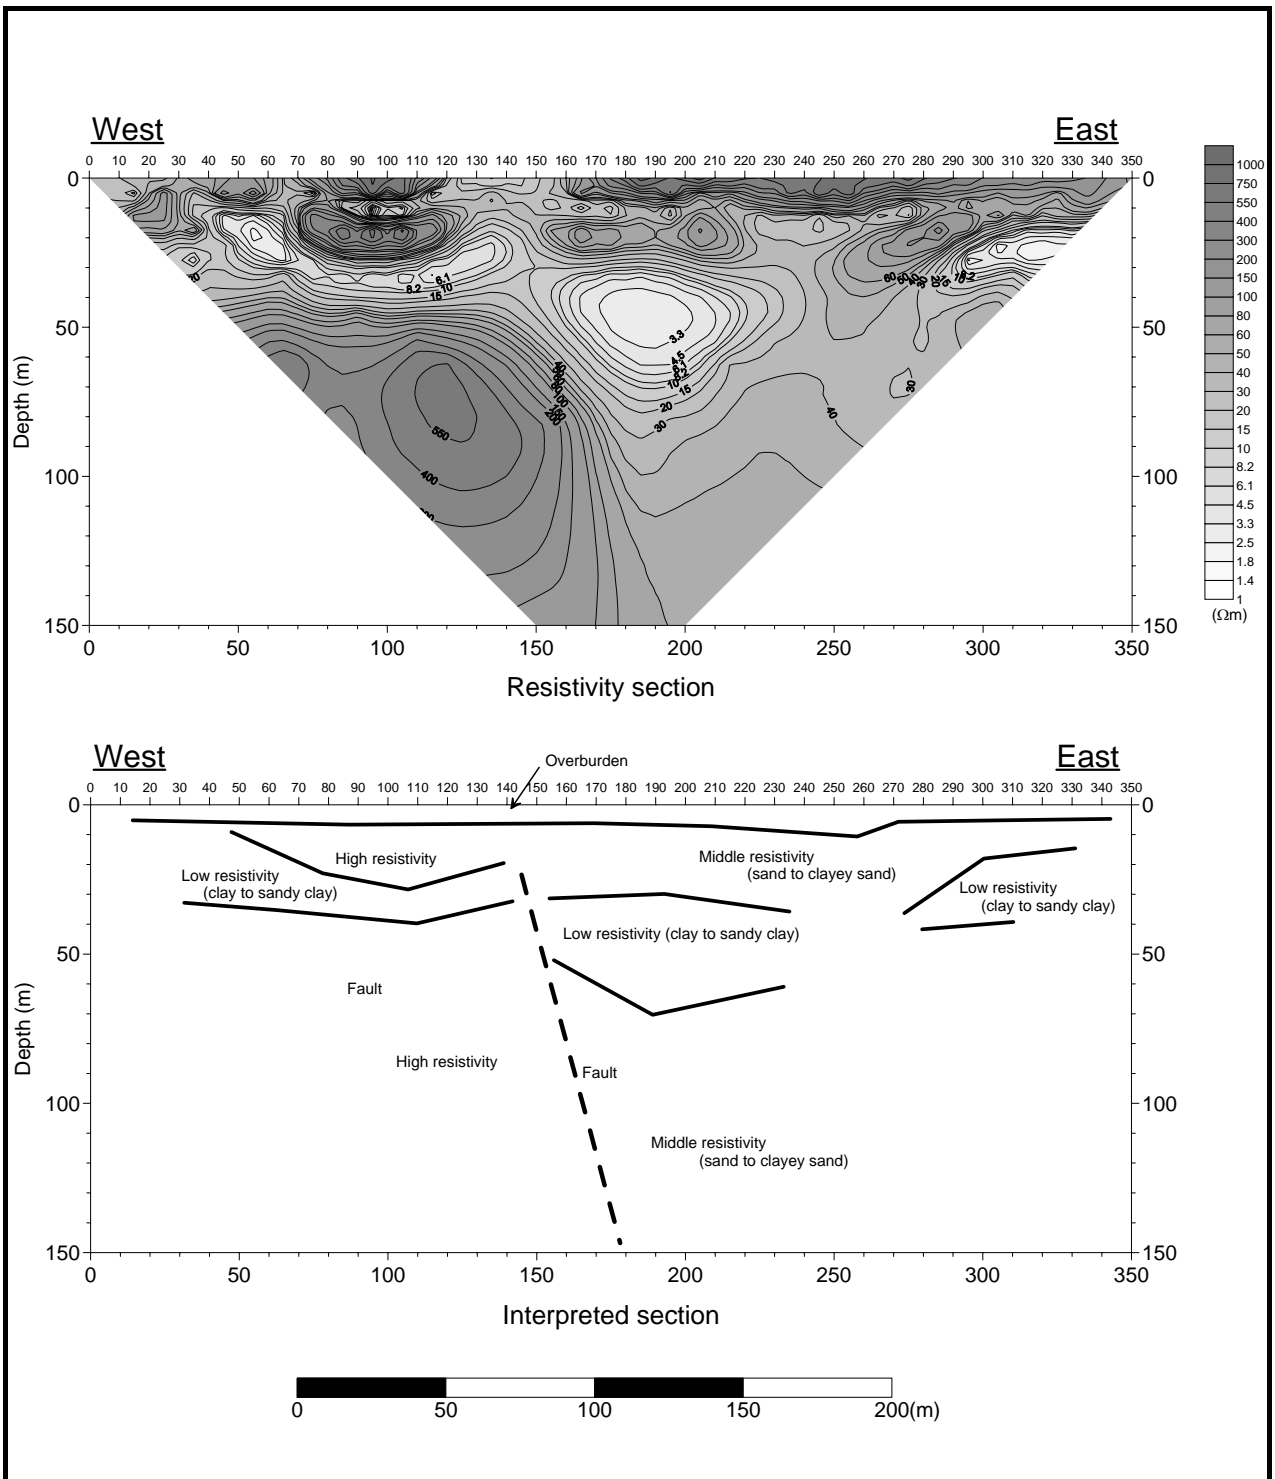 West East
0 10 20 30 40 50 60 70 80 90 100 110 120 130 140 150 160 170 180 190 200 210 220 230 240 250 260 270 280 290 300 310 320 330 340 350
0 0
50 50
100 100
150 150
Depth (m)
0 50 100 150 200 250 300 350
8.2
6.1
10
15
3.3
4.5
10
15
20
30
100
200
550
400
60
50
40
30
20
15
8.2
30
40
Resistivity section
1000
750
550
400
300
200
150
100
80
60
50
40
30
20
15
10
8.2
6.1
4.5
3.3
2.5
1.8
1.4
1
(Ωm)
Overburden
West East
0 10 20 30 40 50 60 70 80 90 100 110 120 130 140 150 160 170 180 190 200 210 220 230 240 250 260 270 280 290 300 310 320 330 340 350
0 0
High resistivity
Middle resistivity
(sand to clayey sand)
Low resistivity
(clay to sandy clay)
Low resistivity
(clay to sandy clay)
Low resistivity (clay to sandy clay)
50 50
Fault
High resistivity
Fault
100 100
Middle resistivity
(sand to clayey sand)
150 150
Depth (m)
0 50 100 150 200 250 300 350
Interpreted section
0 50 100 150 200(m)